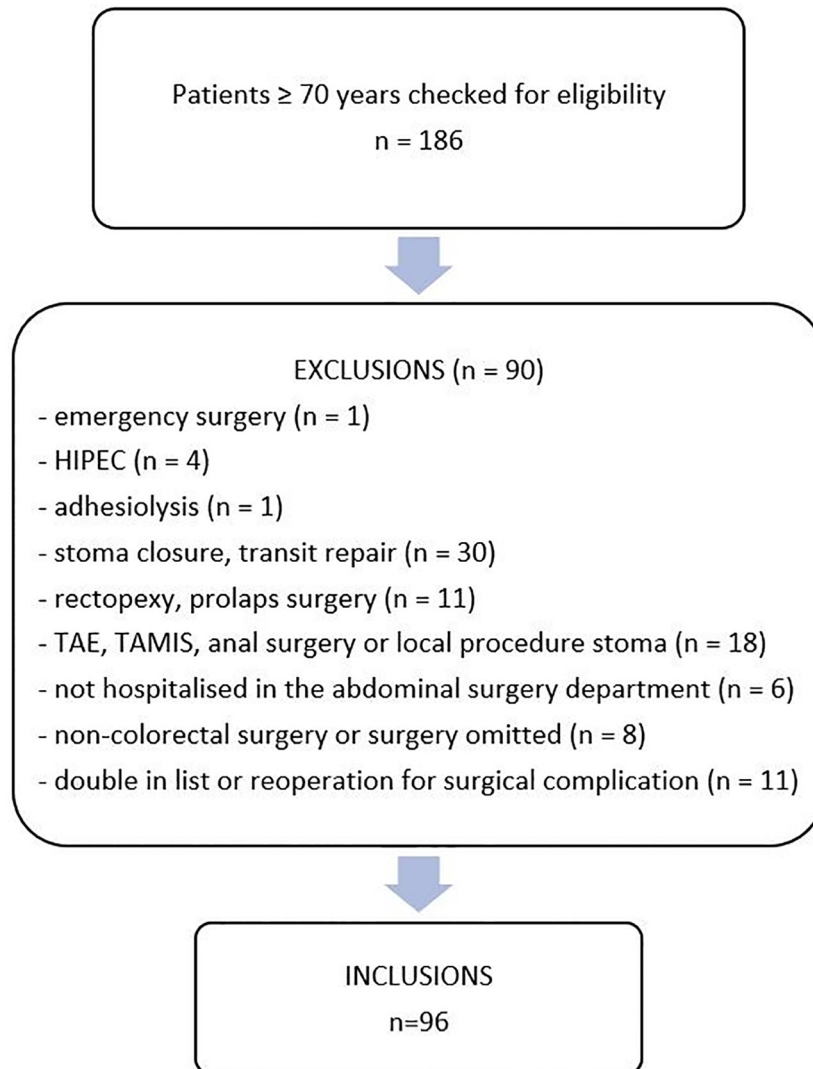 Patients ≥ 70 years checked for eligibility
n = 186
EXCLUSIONS (n = 90)
- emergency surgery (n = 1)
- HIPEC (n = 4)
- adhesiolysis (n = 1)
- stoma closure, transit repair (n = 30)
- rectopexy, prolaps surgery (n = 11)
- TAE, TAMIS, anal surgery or local procedure stoma (n = 18)
- not hospitalised in the abdominal surgery department (n = 6)
- non-colorectal surgery or surgery omitted (n = 8)
- double in list or reoperation for surgical complication (n = 11)
INCLUSIONS
n=96